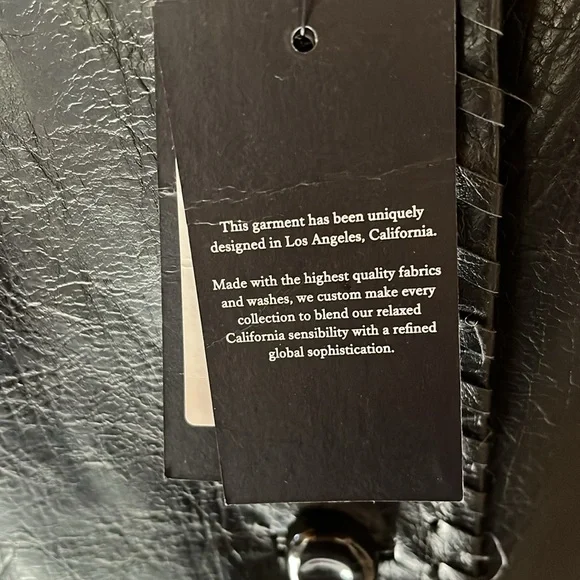 This garment has been uniquely
designed in Los Angeles, California.
Made with the highest quality fabrics
and washes, we custom make every
collection to blend our relaxed
California sensibility with a refined
global sophistication.